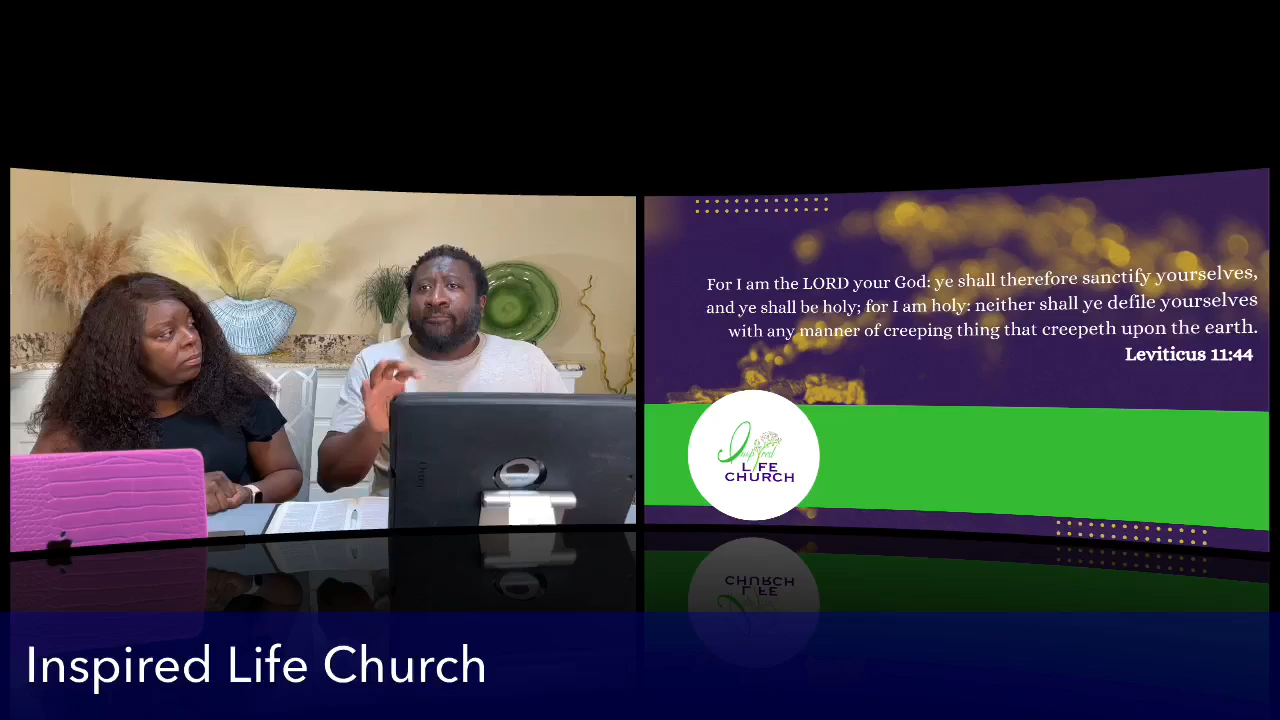 For I am the LORD your God: ye shall therefore sanctify yourselves,
and ye shall be holy; for I am holy: neither shall ye defile yourselves
with any manner of creeping thing that creepeth upon the earth.
Leviticus 11:44
Inspired
LIFE
CHURCH
Inspired Life Church